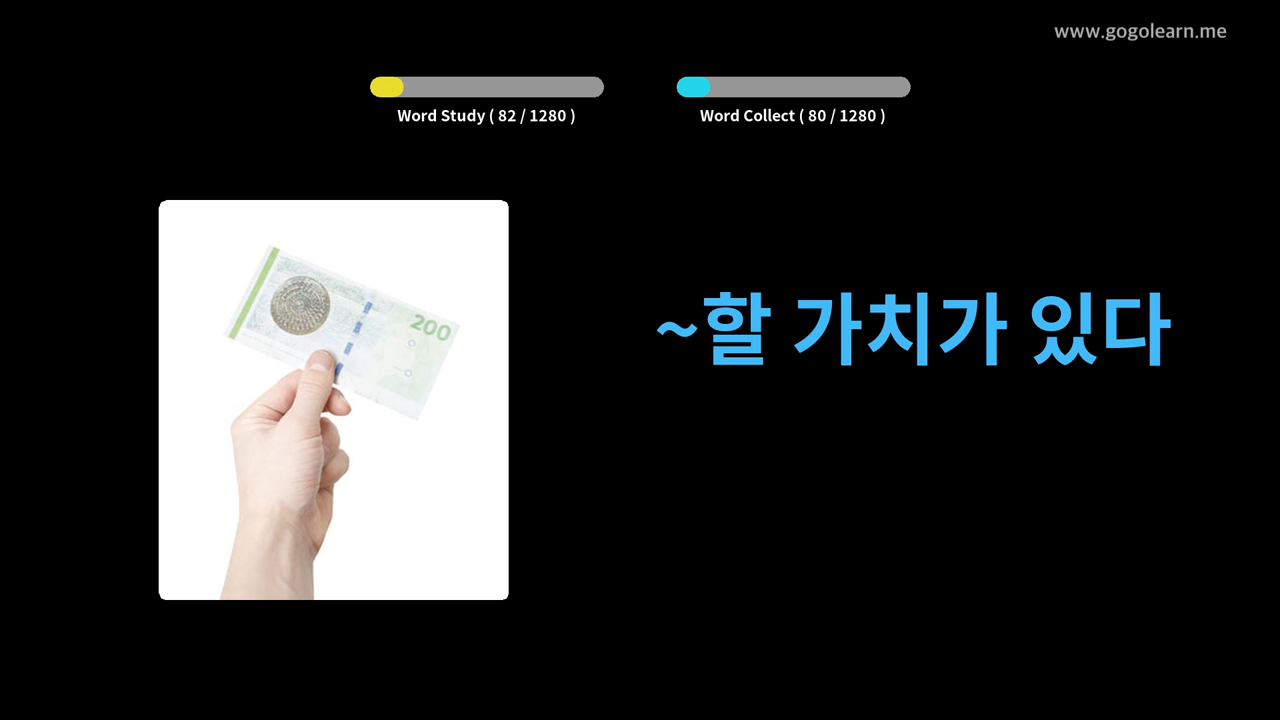 www.gogolearn.me
Word Study ( 82 / 1280 )
Word Collect ( 80 / 1280 )
200
~할 가치가 있다